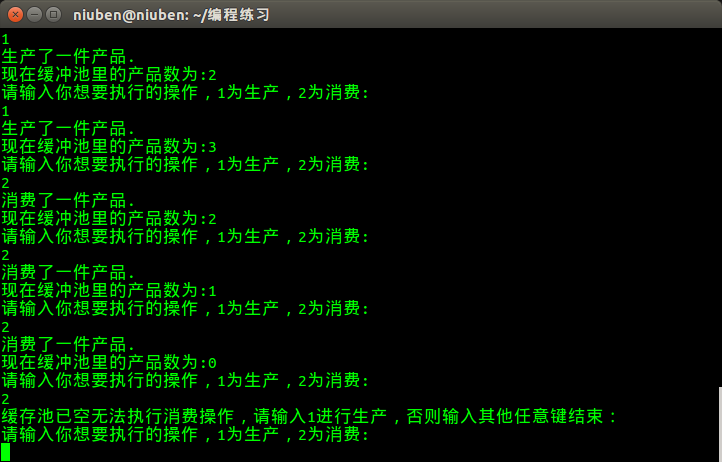 niuben@niuben: ~/编程练习
1
生产了一件产品.
现在缓冲池里的产品数为:2
请输入你想要执行的操作，1为生产，2为消费:
1
生产了一件产品.
现在缓冲池里的产品数为:3
请输入你想要执行的操作，1为生产，2为消费:
2
消费了一件产品.
现在缓冲池里的产品数为:2
请输入你想要执行的操作，1为生产，2为消费:
2
消费了一件产品.
现在缓冲池里的产品数为:1
请输入你想要执行的操作，1为生产，2为消费:
2
消费了一件产品.
现在缓冲池里的产品数为:0
请输入你想要执行的操作，1为生产，2为消费:
2
缓存池已空无法执行消费操作，请输入1进行生产，否则输入其他任意键结束：
请输入你想要执行的操作，1为生产，2为消费: